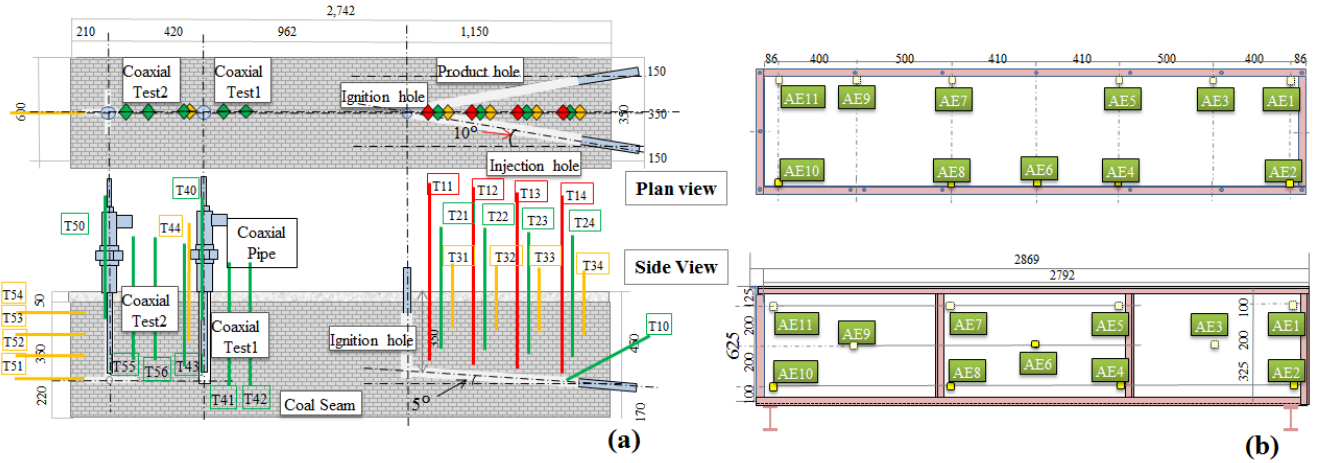 2,742
210
420
962
1,150
Coaxial
Test2
Coaxial
Test1
Product hole
Ignition hole
150
350
350
150
600
10°
Injection hole
Plan view
T40
T50
T44
Coaxial
Pipe
T11
T12
T13
T14
T21
T22
T23
T24
T31
T32
T33
T34
Side View
T54
T53
T52
T51
50
350
220
Coaxial
Test2
Coaxial
Test1
Ignition hole
T10
T55
T56
T43
T41
T42
Coal Seam
5°
170
(a)
86
400
500
410
410
500
400
86
AE11
AE9
AE7
AE5
AE3
AE1
AE10
AE8
AE6
AE4
AE2
2869
2792
125
200
200
100
625
AE11
AE9
AE7
AE5
AE3
AE1
AE10
AE8
AE6
AE4
AE2
100
200
325
(b)